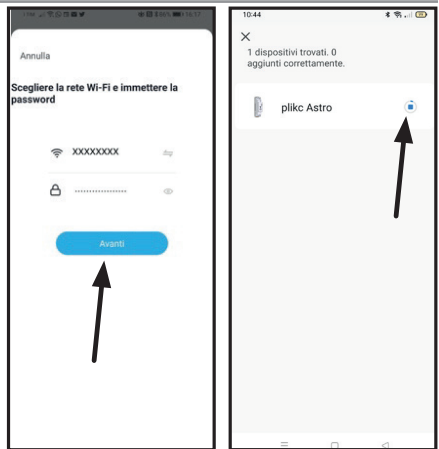 Annulla
Scegliere la rete Wi-Fi e immettere la
password
XXXXXXXX
Avanti
10:44
1 dispositivi trovati. 0
aggiunti correttamente.
plikc Astro